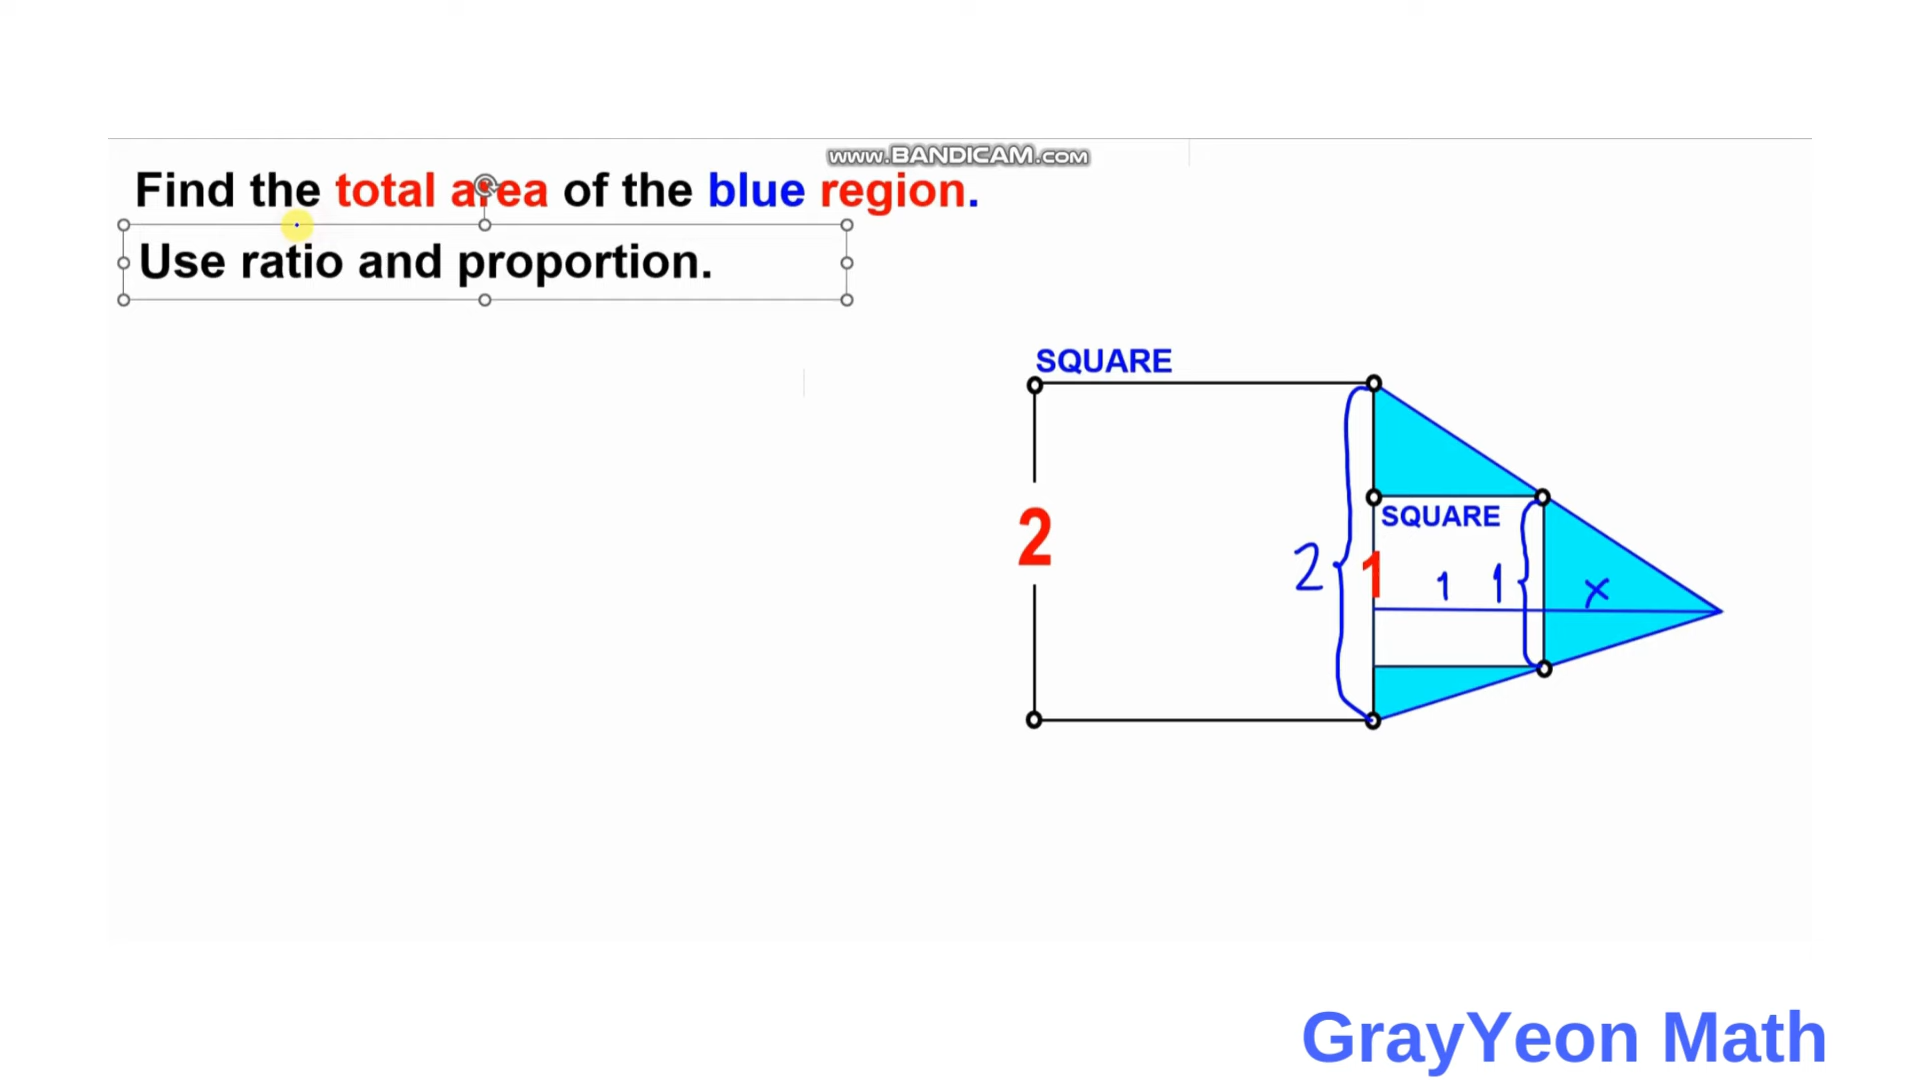 www.BANDICAM.com
Find the total area of the blue region.
Use ratio and proportion.
SQUARE
SQUARE
2
2
1
1
1
x
GrayYeon Math